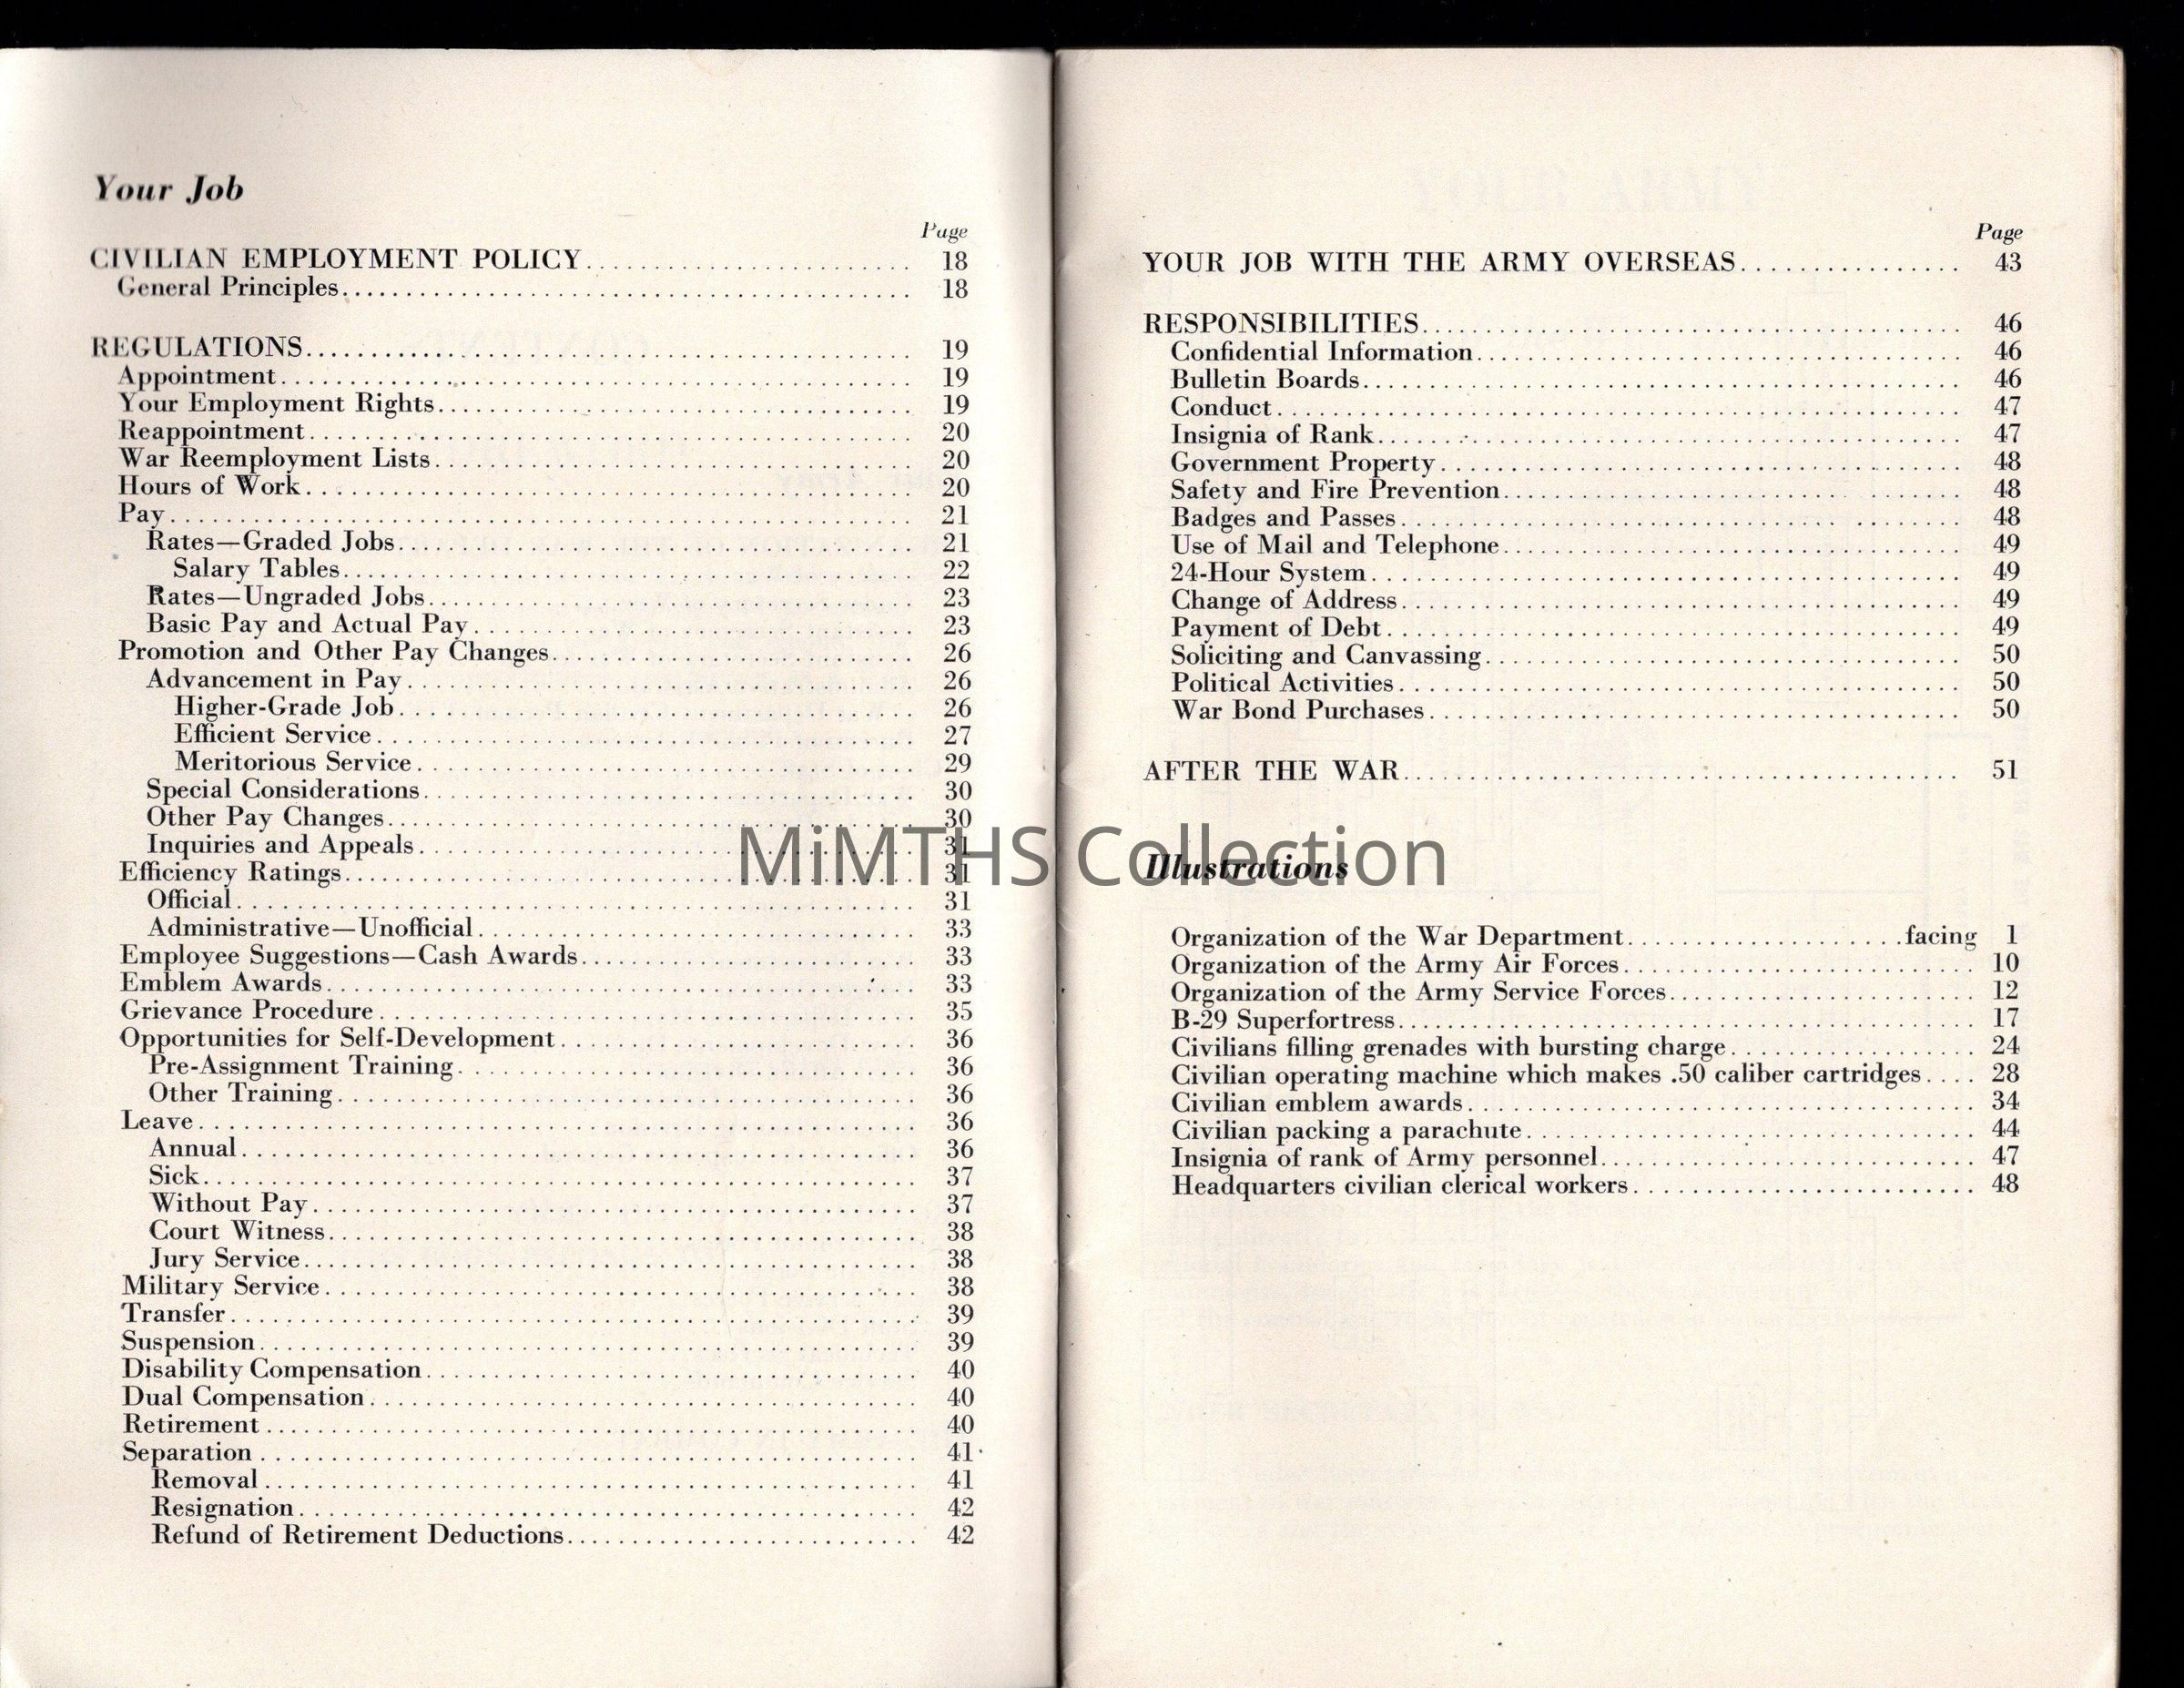 Your Job
Page
CIVILIAN EMPLOYMENT POLICY 18
General Principles 18
REGULATIONS 19
Appointment 19
Your Employment Rights 19
Reappointment 20
War Reemployment Lists 20
Hours of Work 20
Pay 21
Rates—Graded Jobs 21
Salary Tables 22
Rates—Ungraded Jobs 23
Basic Pay and Actual Pay 23
Promotion and Other Pay Changes 26
Advancement in Pay 26
Higher-Grade Job 26
Efficient Service 27
Meritorious Service 29
Special Considerations 30
Other Pay Changes 30
Inquiries and Appeals 31
Efficiency Ratings 31
Official 31
Administrative—Unofficial 33
Employee Suggestions—Cash Awards 33
Emblem Awards 33
Grievance Procedure 35
Opportunities for Self-Development 36
Pre-Assignment Training 36
Other Training 36
Leave 36
Annual 36
Sick 37
Without Pay 37
Court Witness 38
Jury Service 38
Military Service 38
Transfer 39
Suspension 39
Disability Compensation 40
Dual Compensation 40
Retirement 40
Separation 41
Removal 41
Resignation 42
Refund of Retirement Deductions 42
Page
YOUR JOB WITH THE ARMY OVERSEAS 43
RESPONSIBILITIES 46
Confidential Information 46
Bulletin Boards 46
Conduct 47
Insignia of Rank 47
Government Property 48
Safety and Fire Prevention 48
Badges and Passes 48
Use of Mail and Telephone 49
24-Hour System 49
Change of Address 49
Payment of Debt 49
Soliciting and Canvassing 50
Political Activities 50
War Bond Purchases 50
AFTER THE WAR 51
Illustrations
Organization of the War Department facing 1
Organization of the Army Air Forces 10
Organization of the Army Service Forces 12
B-29 Superfortress 17
Civilians filling grenades with bursting charge 24
Civilian operating machine which makes .50 caliber cartridges 28
Civilian emblem awards 34
Civilian packing a parachute 44
Insignia of rank of Army personnel 47
Headquarters civilian clerical workers 48
MiMTHS Collection